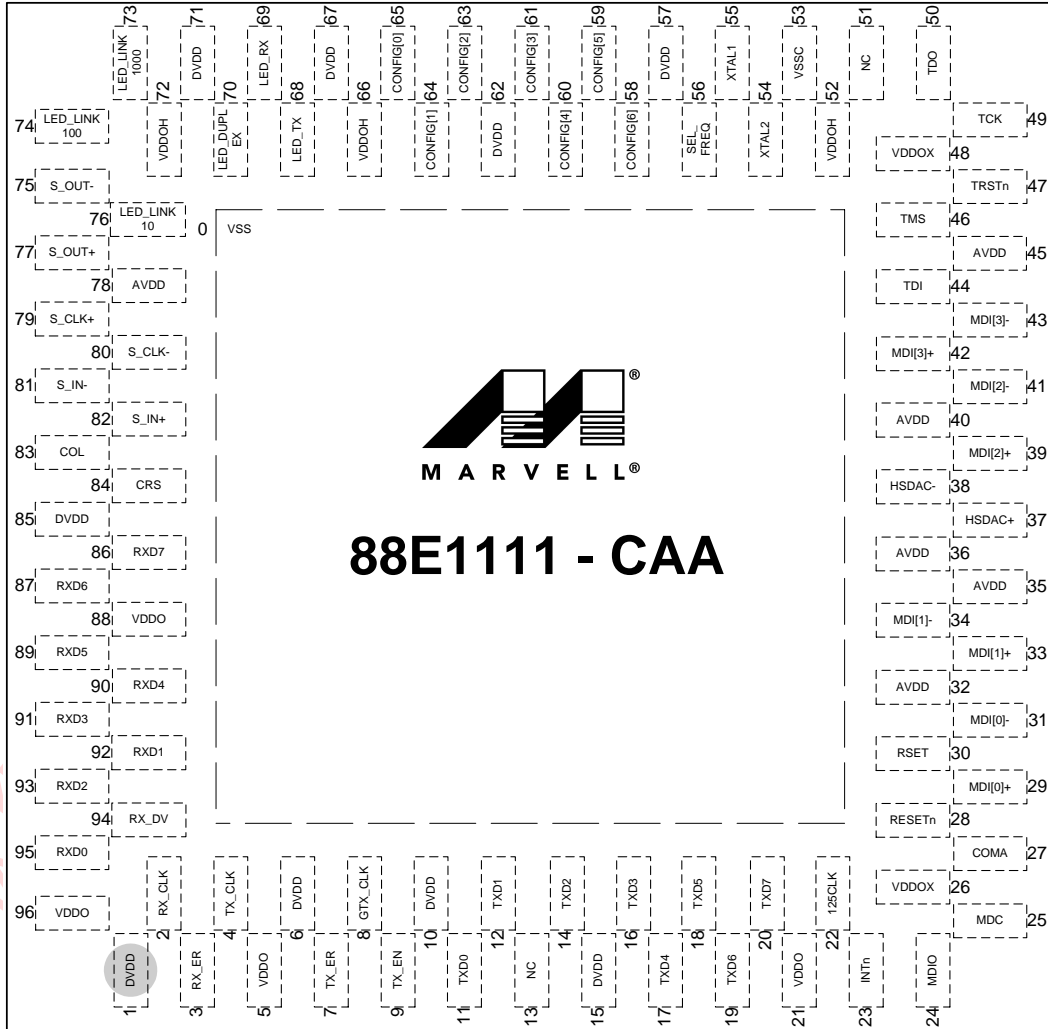 73 71 69 67 65 63 61 59 57 55 53 51 50
LED_LINK
1000
DVDD
LED_RX
DVDD
CONFIG[0]
CONFIG[2]
CONFIG[3]
CONFIG[5]
DVDD
XTAL1
VSSC
NC
TDO
72 70 68 66 64 62 60 58 56 54 52
VDDOH
LED_DUPL
EX
LED_TX
VDDOH
CONFIG[1]
DVDD
CONFIG[4]
CONFIG[6]
SEL_
FREQ
XTAL2
VDDOH
74 LED_LINK
100
75 S_OUT-
76 LED_LINK
10
77 S_OUT+
78 AVDD
79 S_CLK+
80 S_CLK-
81 S_IN-
82 S_IN+
83 COL
84 CRS
85 DVDD
86 RXD7
87 RXD6
88 VDDO
89 RXD5
90 RXD4
91 RXD3
92 RXD1
93 RXD2
94 RX_DV
95 RXD0
96 VDDO
0 VSS
®
MARVELL®
88E1111 - CAA
TCK 49
VDDOX 48
TRSTn 47
TMS 46
AVDD 45
TDI 44
MDI[3]- 43
MDI[3]+ 42
MDI[2]- 41
AVDD 40
MDI[2]+ 39
HSDAC- 38
HSDAC+ 37
AVDD 36
AVDD 35
MDI[1]- 34
MDI[1]+ 33
AVDD 32
MDI[0]- 31
RSET 30
MDI[0]+ 29
RESETn 28
COMA 27
VDDOX 26
MDC 25
RX_CLK
TX_CLK
DVDD
GTX_CLK
DVDD
TXD1
TXD2
TXD3
TXD5
TXD7
125CLK
2 4 6 8 10 12 14 16 18 20 22
DVDD
RX_ER
VDDO
TX_ER
TX_EN
TXD0
NC
DVDD
TXD4
TXD6
VDDO
INTn
MDIO
1 3 5 7 9 11 13 15 17 19 21 23 24